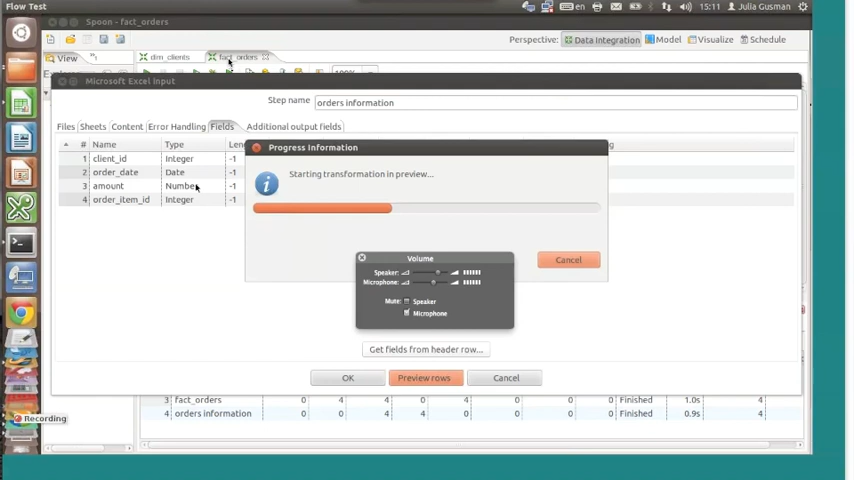 Flow Test
en
15:11
Julia Gusman
Spoon - fact_orders
Perspective:
Data Integration
Model
Visualize
Schedule
View
dim_clients
fact_orders
100%
Microsoft Excel input
Step name
orders information
Files
Sheets
Content
Error Handling
Fields
Additional output fields
# Name Type
1 client_id Integer -1
2 order_date Date -1
3 amount Number -1
4 order_item_id Integer -1
Progress Information
Starting transformation in preview...
Cancel
Volume
Speaker:
Microphone:
Mute: Speaker
Microphone
Get fields from header row...
OK
Preview rows
Cancel
3 fact_orders 0 4 4 0 4 0 0 0 Finished 1.0s 4
4 orders information 0 0 4 4 0 0 0 0 Finished 0.9s 4
Recording